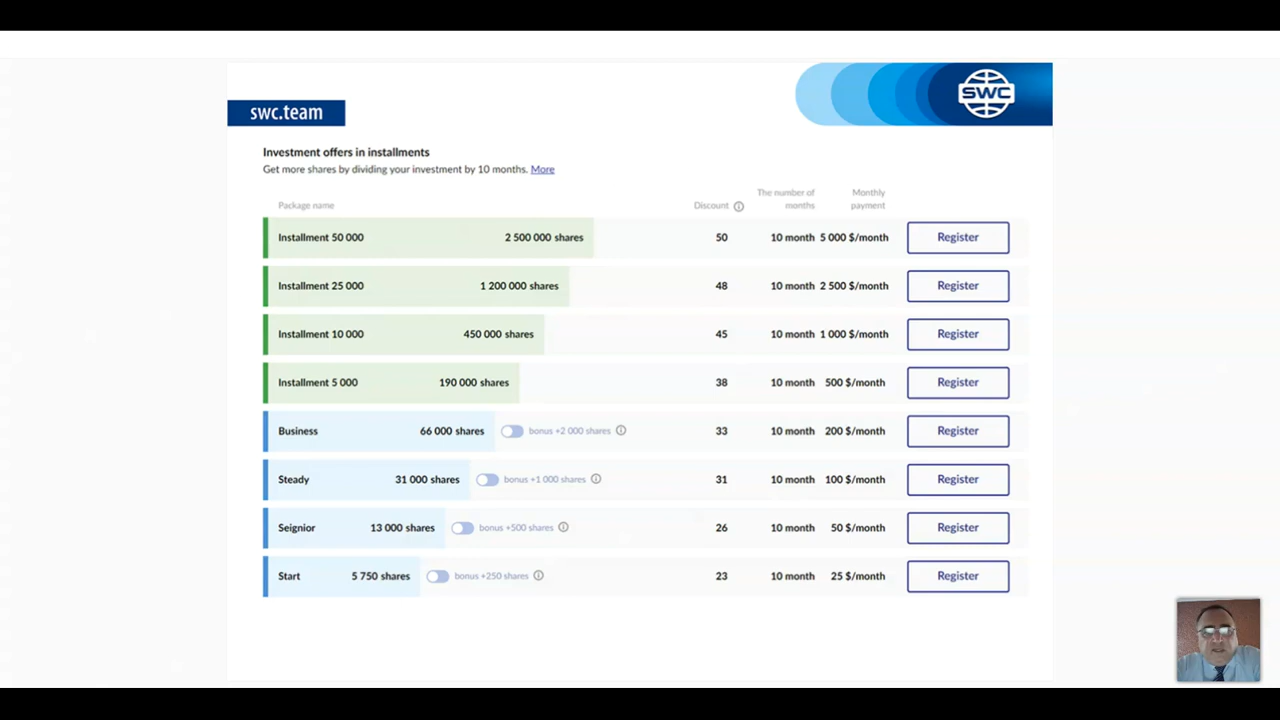 SWC
swc.team
Investment offers in installments
Get more shares by dividing your investment by 10 months. More
Package name Discount The number of months Monthly payment
Installment 50 000 2 500 000 shares 50 10 month 5 000 $/month Register
Installment 25 000 1 200 000 shares 48 10 month 2 500 $/month Register
Installment 10 000 450 000 shares 45 10 month 1 000 $/month Register
Installment 5 000 190 000 shares 38 10 month 500 $/month Register
Business 66 000 shares bonus +2 000 shares 33 10 month 200 $/month Register
Steady 31 000 shares bonus +1 000 shares 31 10 month 100 $/month Register
Seignior 13 000 shares bonus +500 shares 26 10 month 50 $/month Register
Start 5 750 shares bonus +250 shares 23 10 month 25 $/month Register